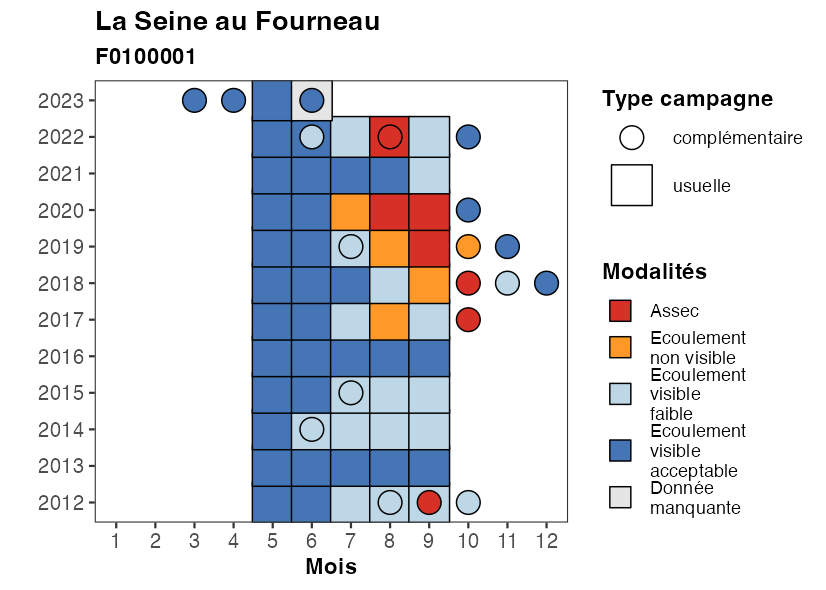 La Seine au Fourneau
F0100001
2023
2022
2021
2020
2019
2018
2017
2016
2015
2014
2013
2012
1 2 3 4 5 6 7 8 9 10 11 12
Mois
Type campagne
complémentaire
usuelle
Modalités
Assec
Ecoulement
non visible
Ecoulement
visible
faible
Ecoulement
visible
acceptable
Donnée
manquante